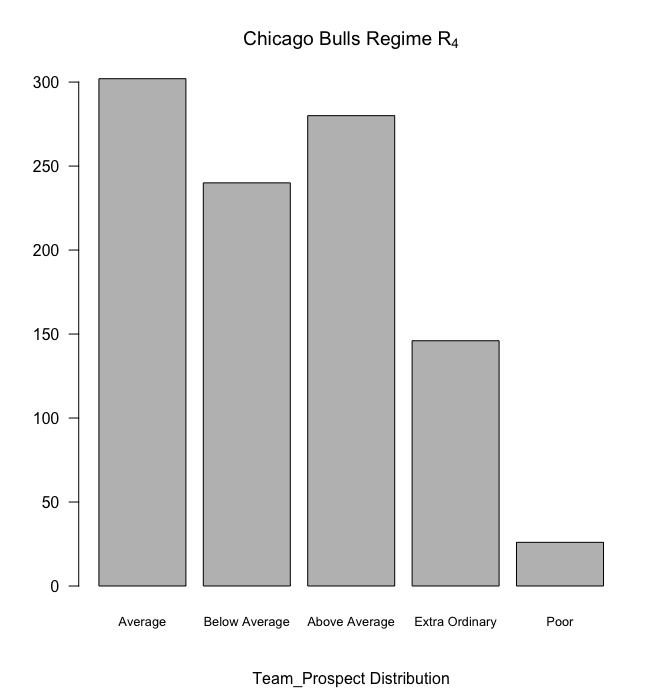 Chicago Bulls Regime R₄
300
250
200
150
100
50
0
Average Below Average Above Average Extra Ordinary Poor
Team_Prospect Distribution